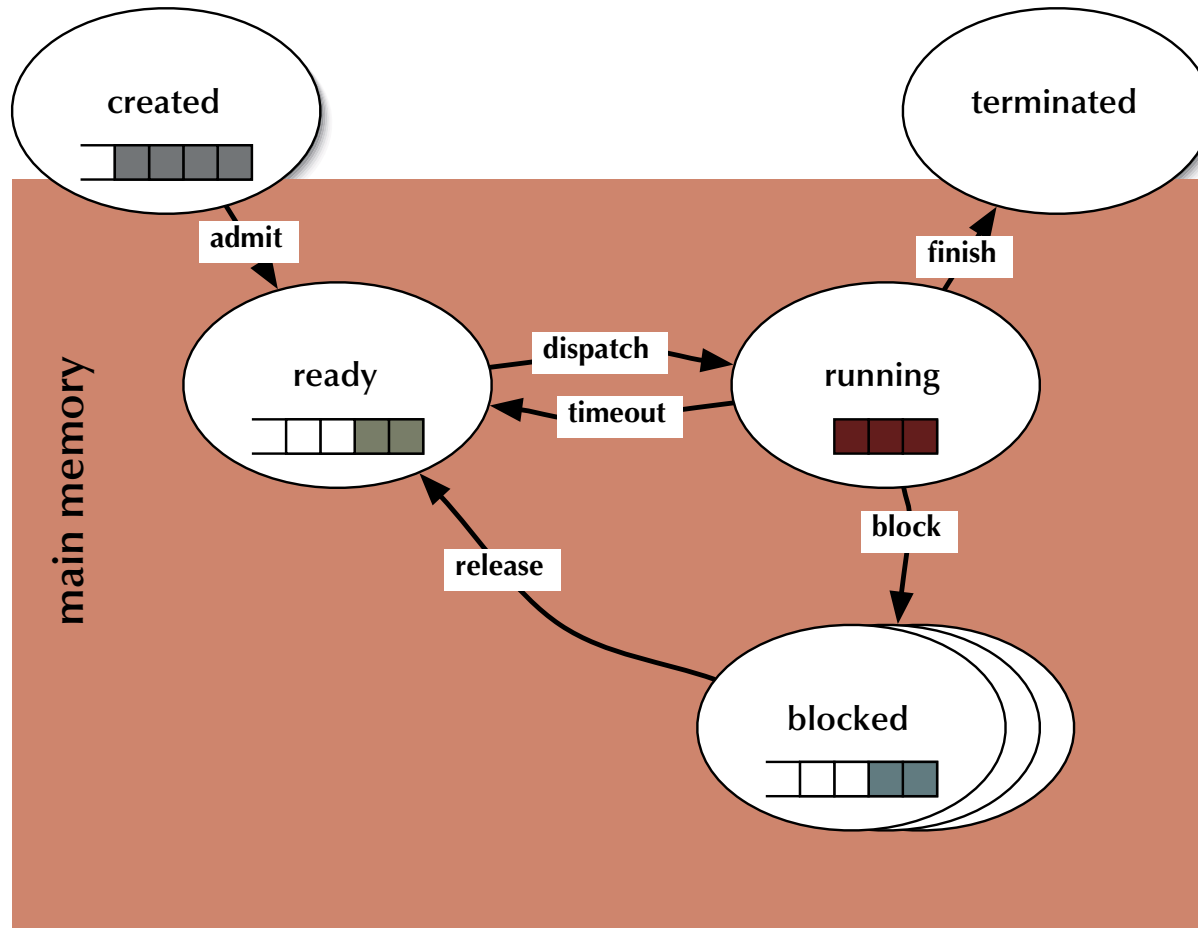 created
terminated
admit
finish
dispatch
ready
running
timeout
main memory
block
release
blocked